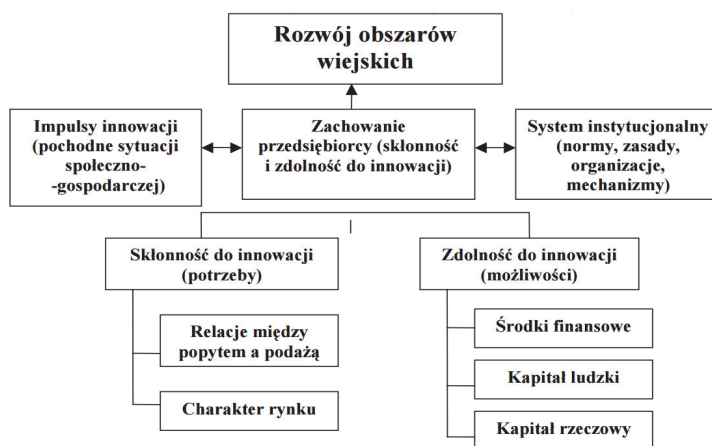 Rozwój obszarów
wiejskich
Impulsy innowacji
(pochodne sytuacji
społeczno-
-gospodarczej)
Zachowanie
przedsiębiorcy (skłonność
i zdolność do innowacji)
System instytucjonalny
(normy, zasady,
organizacje,
mechanizmy)
Skłonność do innowacji
(potrzeby)
Zdolność do innowacji
(możliwości)
Relacje między
popytem a podażą
Charakter rynku
Środki finansowe
Kapitał ludzki
Kapitał rzeczowy